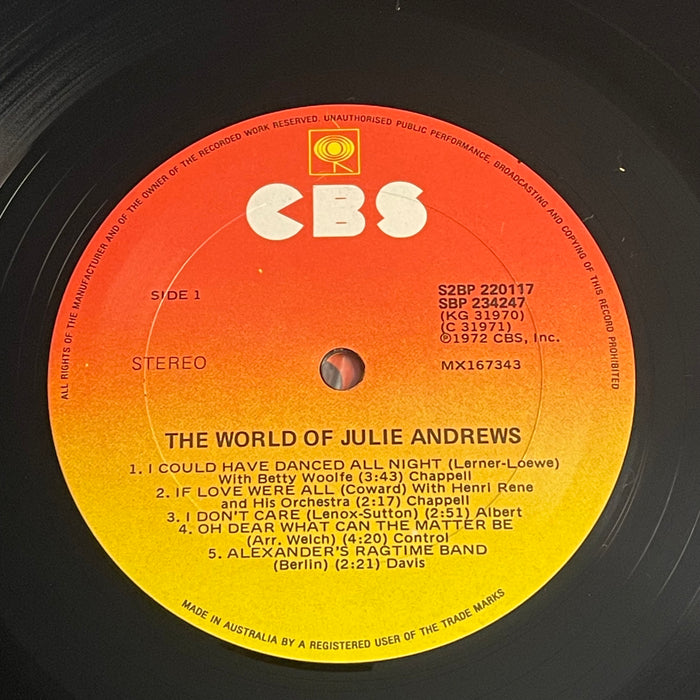 ALL RIGHTS OF THE MANUFACTURER AND OF THE OWNER OF THE RECORDED WORK RESERVED. UNAUTHORISED PUBLIC PERFORMANCE, BROADCASTING AND COPYING OF THIS RECORD PROHIBITED
CBS
SIDE 1
S2BP 220117
SBP 234247
(KG 31970)
(C 31971)
℗1972 CBS, Inc.
STEREO
MX167343
THE WORLD OF JULIE ANDREWS
1. I COULD HAVE DANCED ALL NIGHT (Lerner-Loewe)
With Betty Woolfe (3:43) Chappell
2. IF LOVE WERE ALL (Coward) With Henri Rene
and His Orchestra (2:17) Chappell
3. I DON'T CARE (Lenox-Sutton) (2:51) Albert
4. OH DEAR WHAT CAN THE MATTER BE
(Arr. Welch) (4:20) Control
5. ALEXANDER'S RAGTIME BAND
(Berlin) (2:21) Davis
MADE IN AUSTRALIA BY A REGISTERED USER OF THE TRADE MARKS